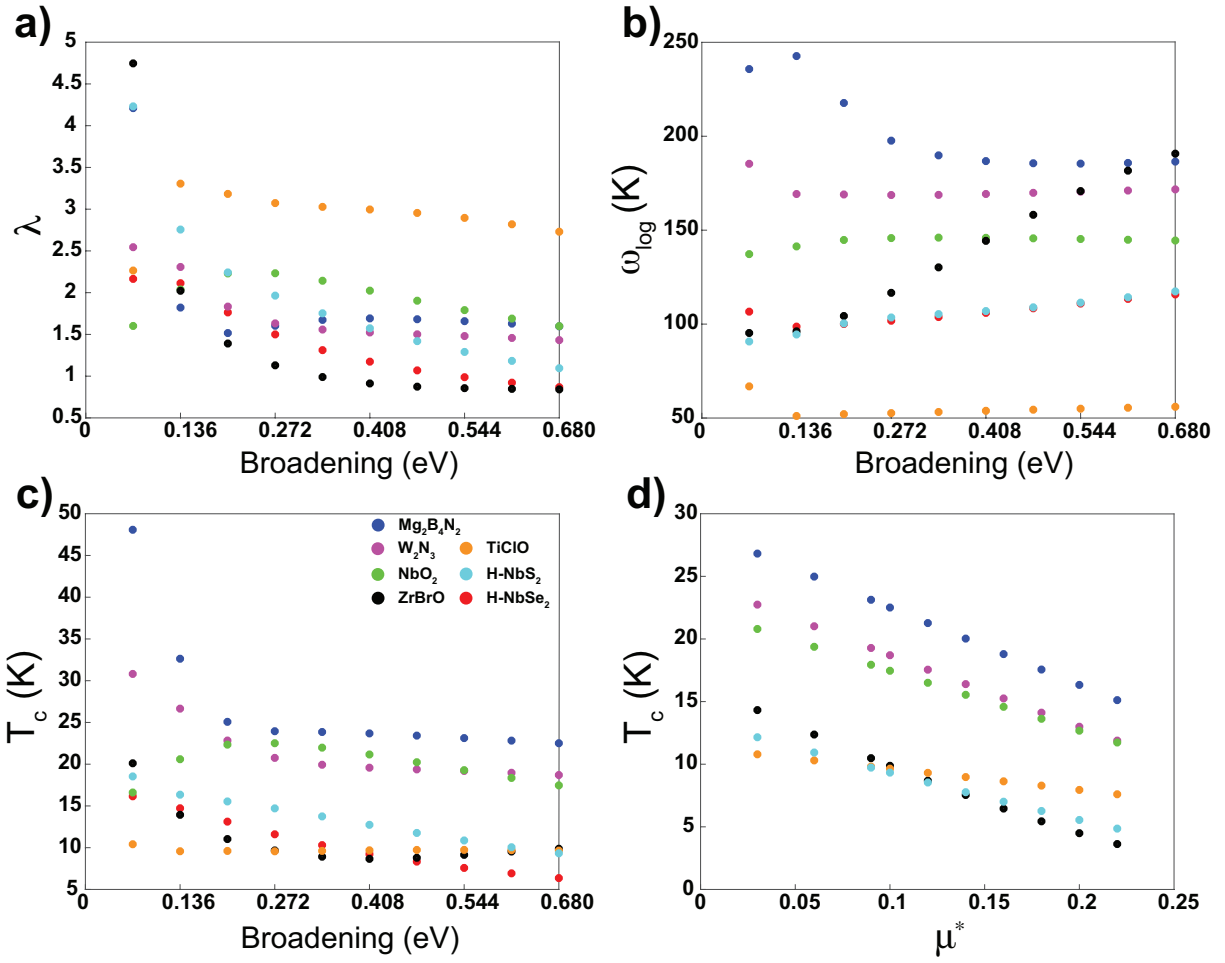 a)
5
4.5
4
3.5
3
2.5
2
1.5
1
0.5
λ
0 0.136 0.272 0.408 0.544 0.680
Broadening (eV)
b)
250
200
150
100
50
ω_log (K)
0 0.136 0.272 0.408 0.544 0.680
Broadening (eV)
c)
50
45
40
35
30
25
20
15
10
5
T_c (K)
Mg₂B₄N₂
W₂N₃ TiClO
NbO₂ H-NbS₂
ZrBrO H-NbSe₂
0 0.136 0.272 0.408 0.544 0.680
Broadening (eV)
d)
30
25
20
15
10
5
0
T_c (K)
0 0.05 0.1 0.15 0.2 0.25
μ*